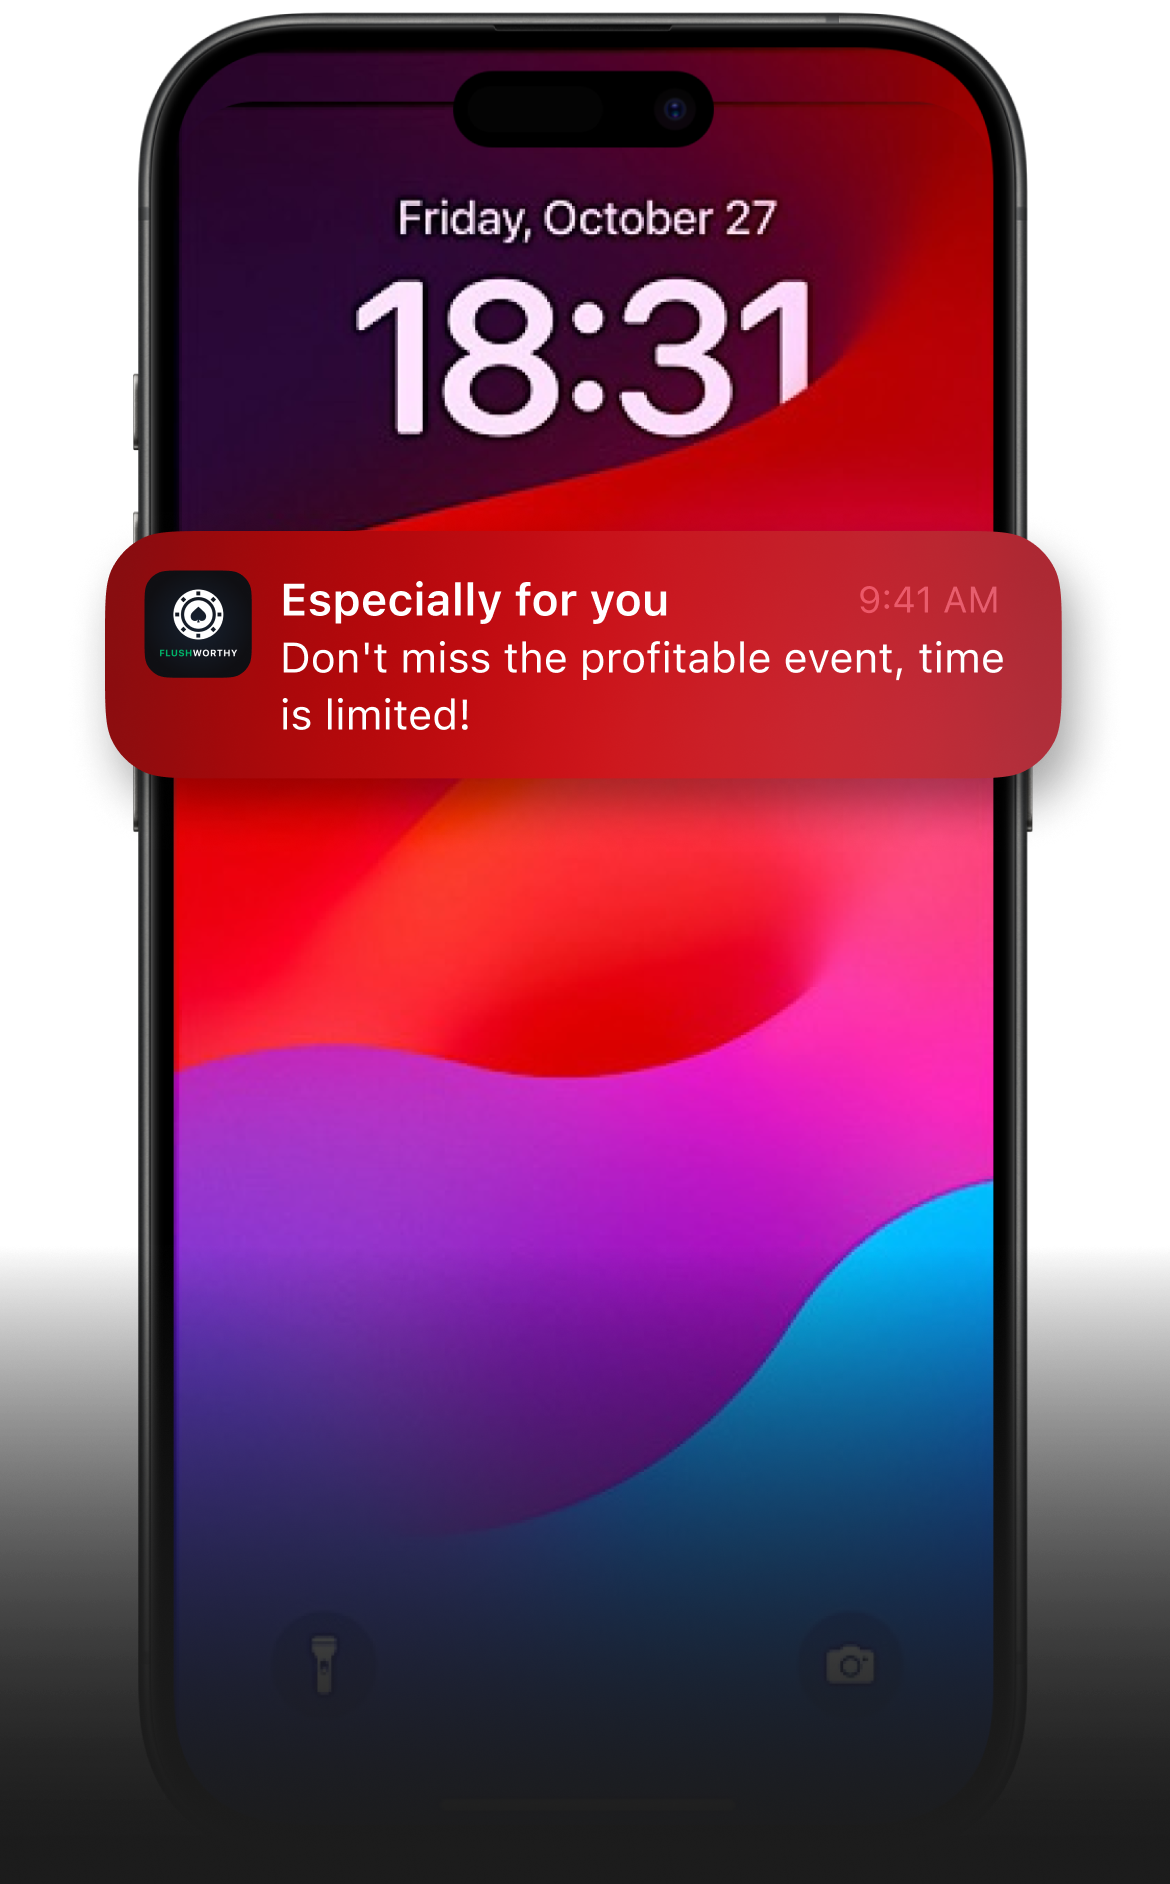 Friday, October 27
18:31
Especially for you
9:41 AM
Don't miss the profitable event, time
is limited!
FLUSHWORTHY